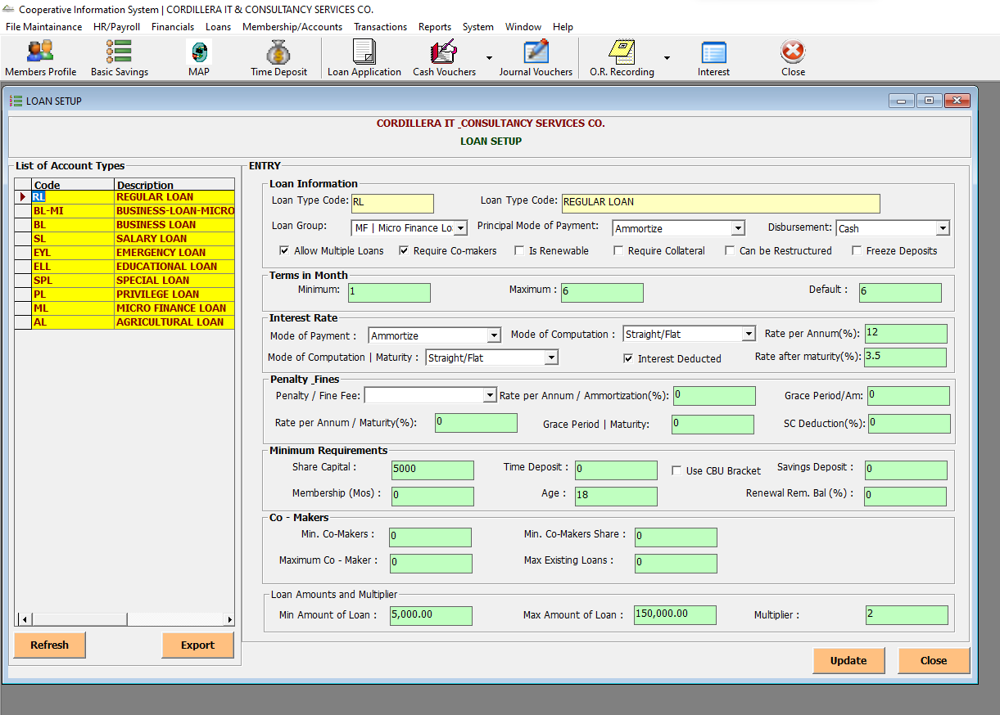 Cooperative Information System | CORDILLERA IT & CONSULTANCY SERVICES CO.
File Maintainance HR/Payroll Financials Loans Membership/Accounts Transactions Reports System Window Help
Members Profile Basic Savings MAP Time Deposit Loan Application Cash Vouchers Journal Vouchers O.R. Recording Interest Close
LOAN SETUP
CORDILLERA IT _CONSULTANCY SERVICES CO.
LOAN SETUP
List of Account Types
Code Description
RL REGULAR LOAN
BL-MI BUSINESS-LOAN-MICRO
BL BUSINESS LOAN
SL SALARY LOAN
EYL EMERGENCY LOAN
ELL EDUCATIONAL LOAN
SPL SPECIAL LOAN
PL PRIVILEGE LOAN
ML MICRO FINANCE LOAN
AL AGRICULTURAL LOAN
Refresh Export
ENTRY
Loan Information
Loan Type Code: RL Loan Type Code: REGULAR LOAN
Loan Group: MF | Micro Finance Lo Principal Mode of Payment: Ammortize Disbursement: Cash
Allow Multiple Loans Require Co-makers Is Renewable Require Collateral Can be Restructured Freeze Deposits
Terms in Month
Minimum: 1 Maximum : 6 Default : 6
Interest Rate
Mode of Payment : Ammortize Mode of Computation : Straight/Flat Rate per Annum(%): 12
Mode of Computation | Maturity : Straight/Flat Interest Deducted Rate after maturity(%): 3.5
Penalty _Fines
Penalty / Fine Fee: Rate per Annum / Ammortization(%): 0 Grace Period/Am: 0
Rate per Annum / Maturity(%): 0 Grace Period | Maturity: 0 SC Deduction(%): 0
Minimum Requirements
Share Capital : 5000 Time Deposit : 0 Use CBU Bracket Savings Deposit : 0
Membership (Mos) : 0 Age : 18 Renewal Rem. Bal (%) : 0
Co - Makers
Min. Co-Makers : 0 Min. Co-Makers Share : 0
Maximum Co - Maker : 0 Max Existing Loans : 0
Loan Amounts and Multiplier
Min Amount of Loan : 5,000.00 Max Amount of Loan : 150,000.00 Multiplier : 2
Update Close